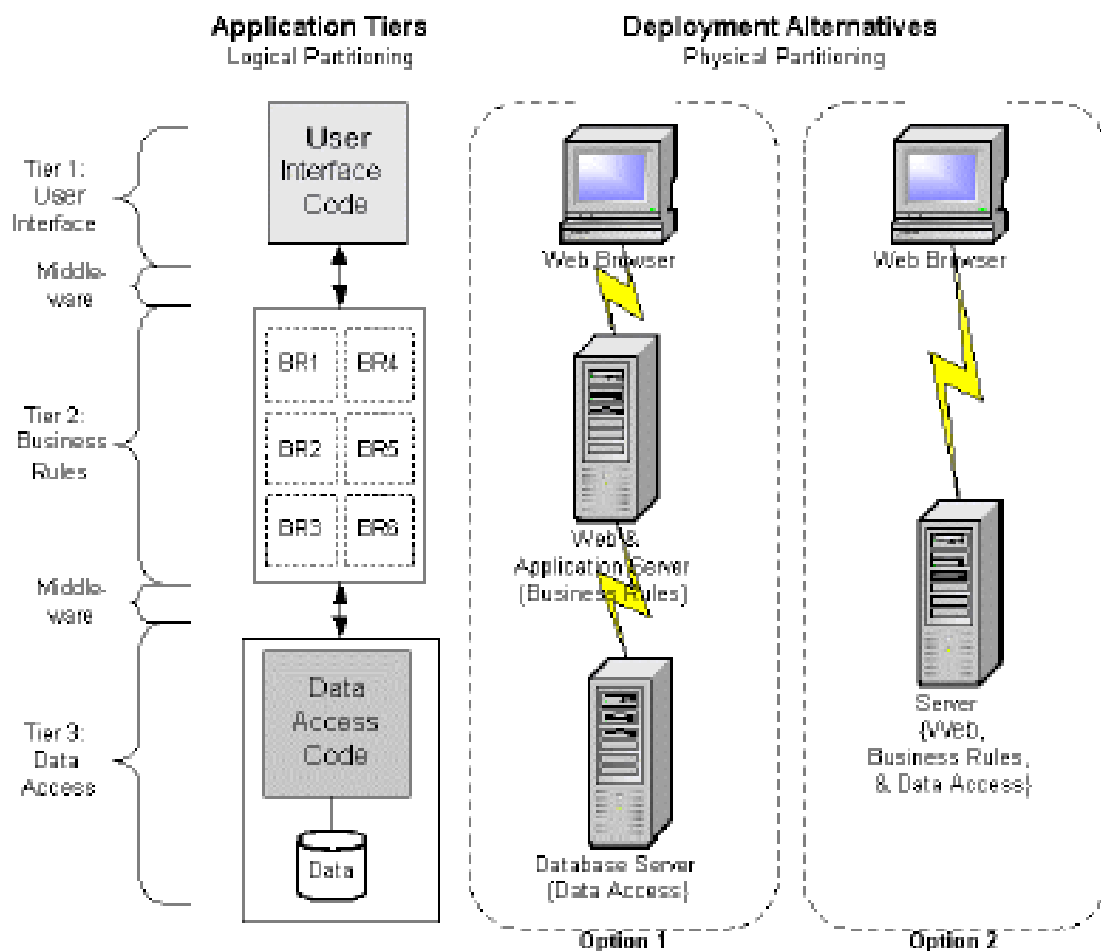 Application Tiers
Logical Partitioning
Deployment Alternatives
Physical Partitioning
Tier 1:
User
Interface
Middle-
ware
Tier 2:
Business
Rules
Middle-
ware
Tier 3:
Data
Access
User
Interface
Code
BR1
BR4
BR2
BR5
BR3
BR6
Data
Access
Code
Data
Web Browser
Web &
Application Server
(Business Rules)
Database Server
(Data Access)
Option 1
Web Browser
Server
(Web,
Business Rules,
& Data Access)
Option 2